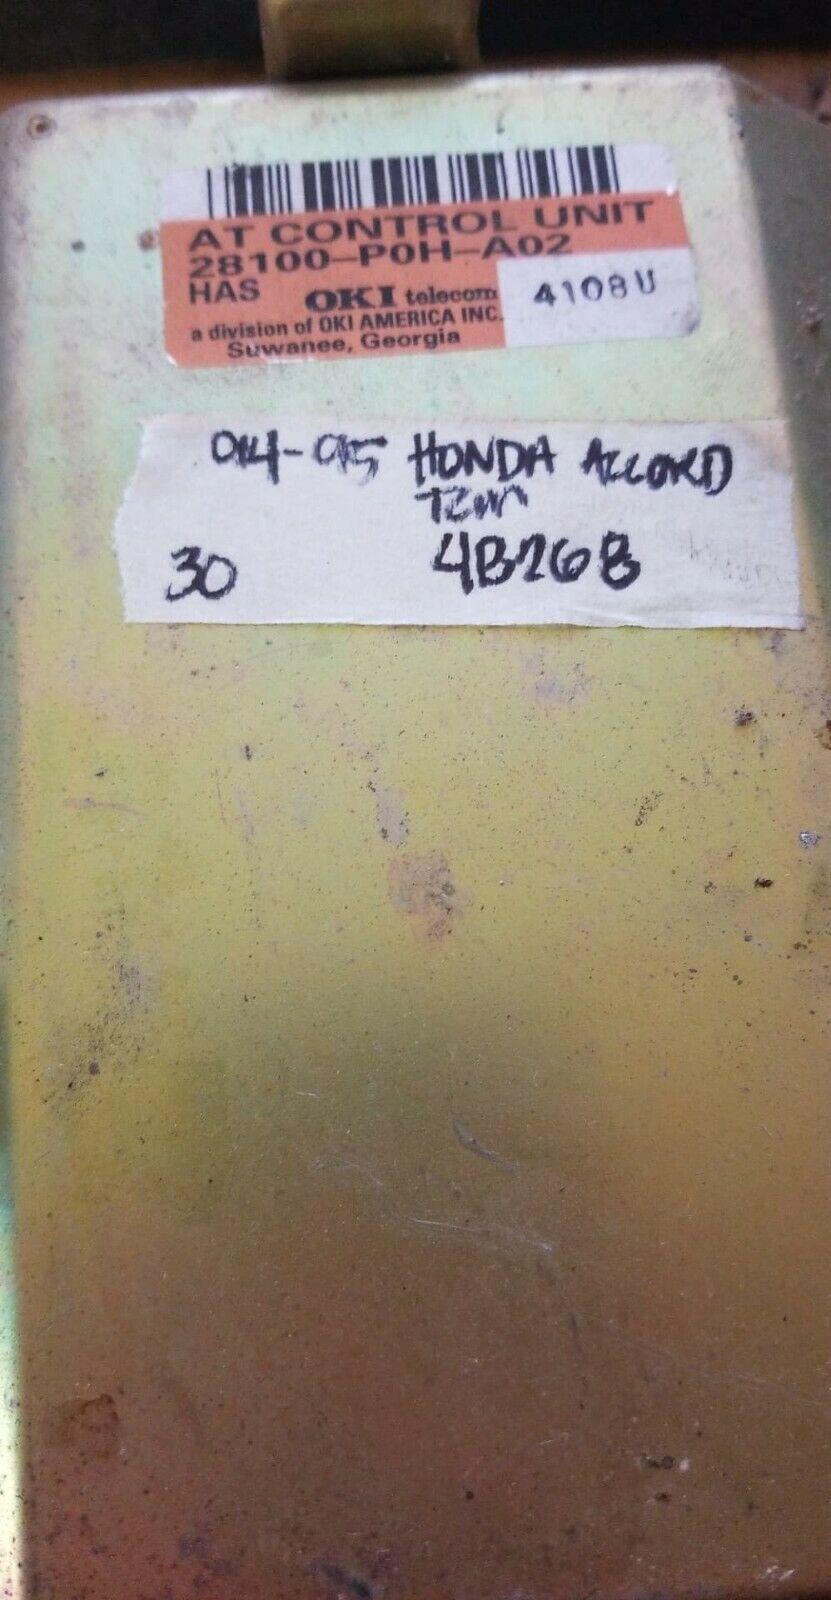 AT CONTROL UNIT
28100-P0H-A02
HAS OKI telecom 4108U
a division of OKI AMERICA INC.
Suwanee, Georgia
94-95 HONDA ACCORD
TCM
30 4B26B